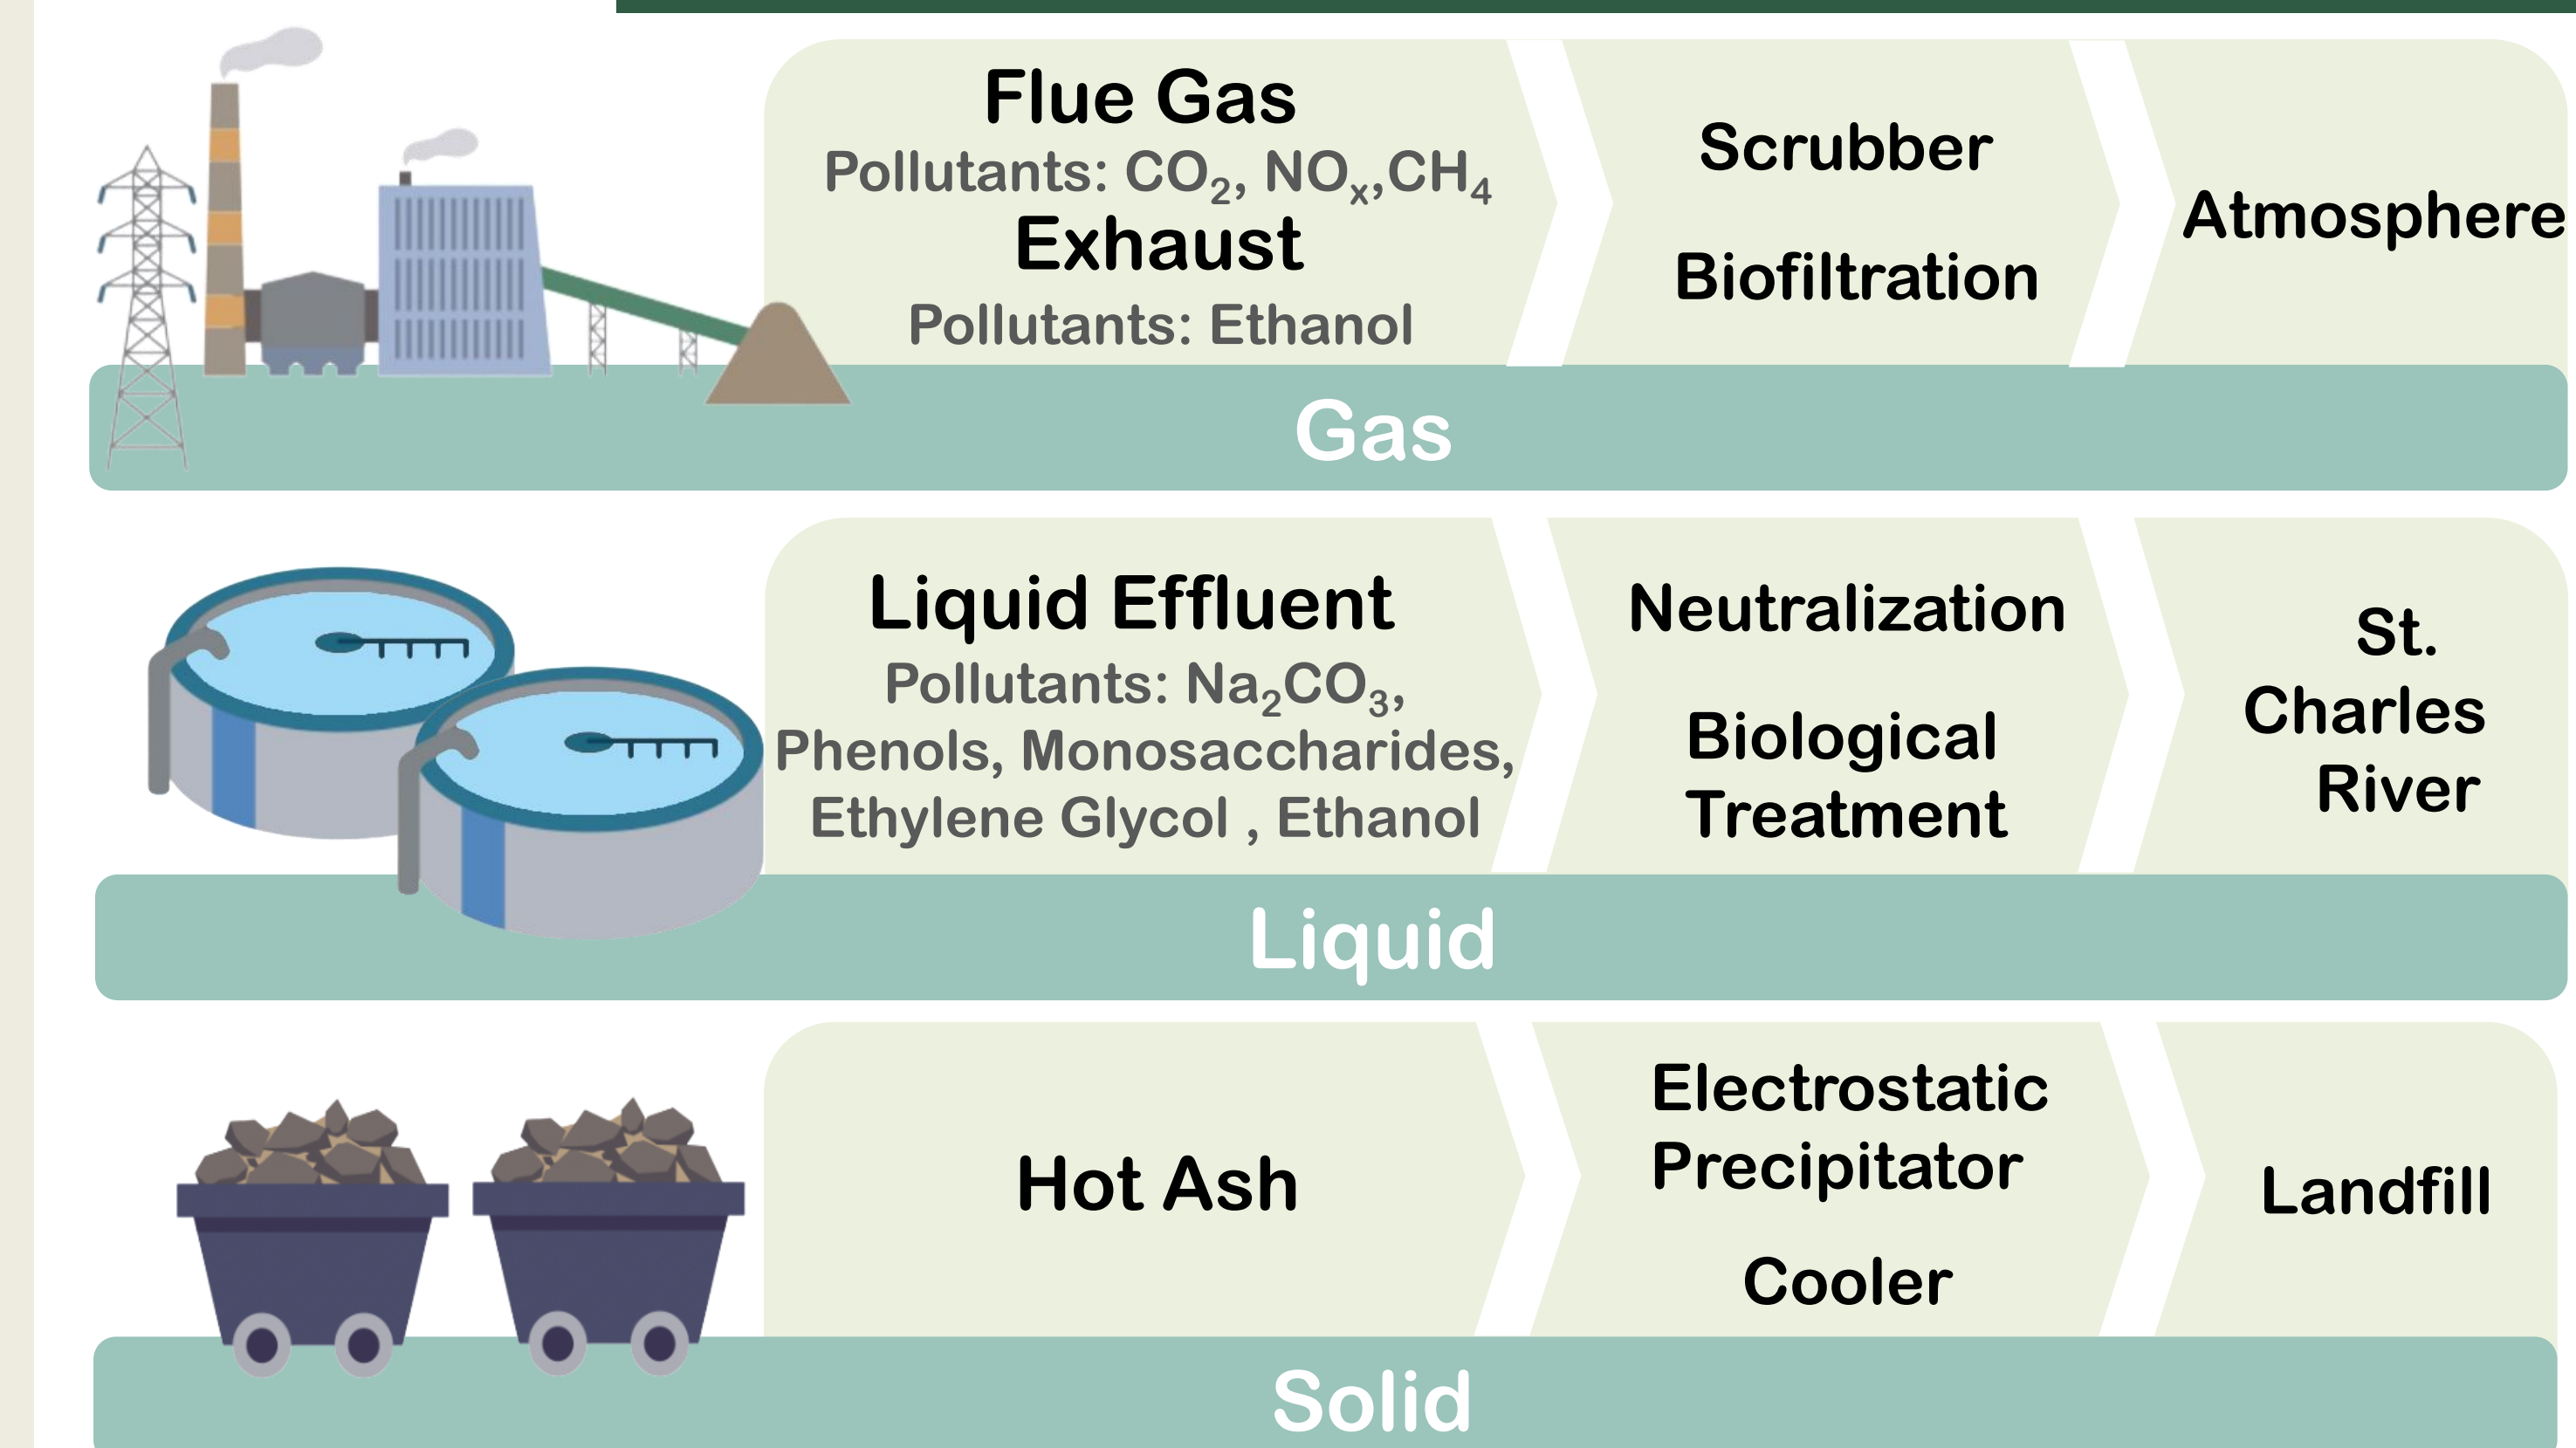 Flue Gas
Pollutants: CO₂, NOₓ,CH₄
Exhaust
Pollutants: Ethanol
Scrubber
Biofiltration
Atmosphere
Gas
Liquid Effluent
Pollutants: Na₂CO₃,
Phenols, Monosaccharides,
Ethylene Glycol , Ethanol
Neutralization
Biological
Treatment
St.
Charles
River
Liquid
Hot Ash
Electrostatic
Precipitator
Cooler
Landfill
Solid